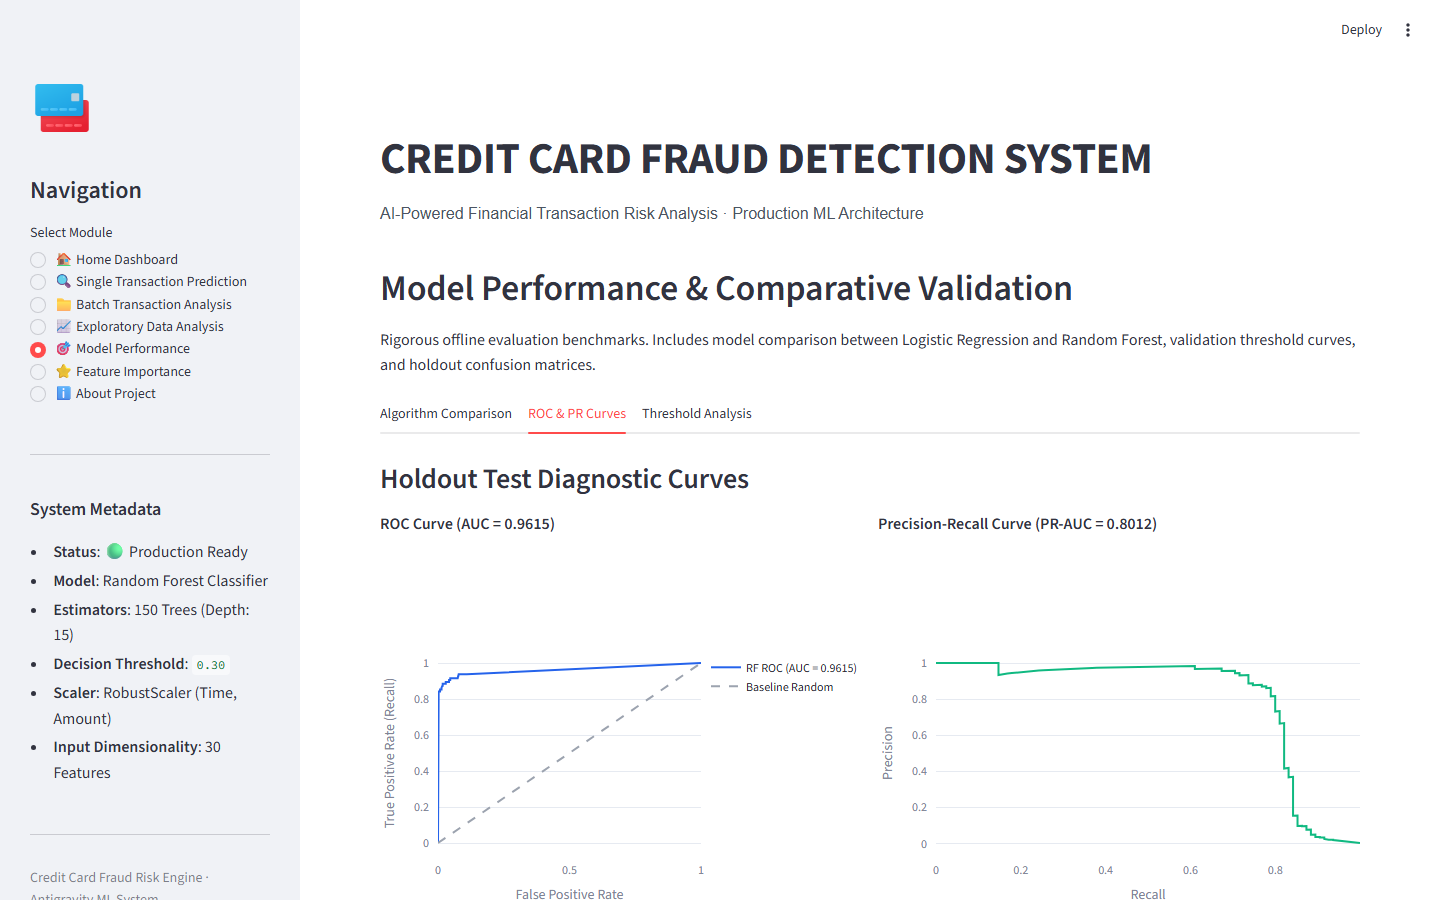 Deploy
Navigation
Select Module
Home Dashboard
Single Transaction Prediction
Batch Transaction Analysis
Exploratory Data Analysis
Model Performance
Feature Importance
About Project
System Metadata
Status: Production Ready
Model: Random Forest Classifier
Estimators: 150 Trees (Depth:
15)
Decision Threshold: 0.30
Scaler: RobustScaler (Time,
Amount)
Input Dimensionality: 30
Features
Credit Card Fraud Risk Engine ·
Antigravity ML System
CREDIT CARD FRAUD DETECTION SYSTEM
AI-Powered Financial Transaction Risk Analysis · Production ML Architecture
Model Performance & Comparative Validation
Rigorous offline evaluation benchmarks. Includes model comparison between Logistic Regression and Random Forest, validation threshold curves,
and holdout confusion matrices.
Algorithm Comparison
ROC & PR Curves
Threshold Analysis
Holdout Test Diagnostic Curves
ROC Curve (AUC = 0.9615)
True Positive Rate (Recall)
1
0.8
0.6
0.4
0.2
0
0
0.5
1
False Positive Rate
RF ROC (AUC = 0.9615)
Baseline Random
Precision-Recall Curve (PR-AUC = 0.8012)
Precision
1
0.8
0.6
0.4
0.2
0
0
0.2
0.4
0.6
0.8
Recall